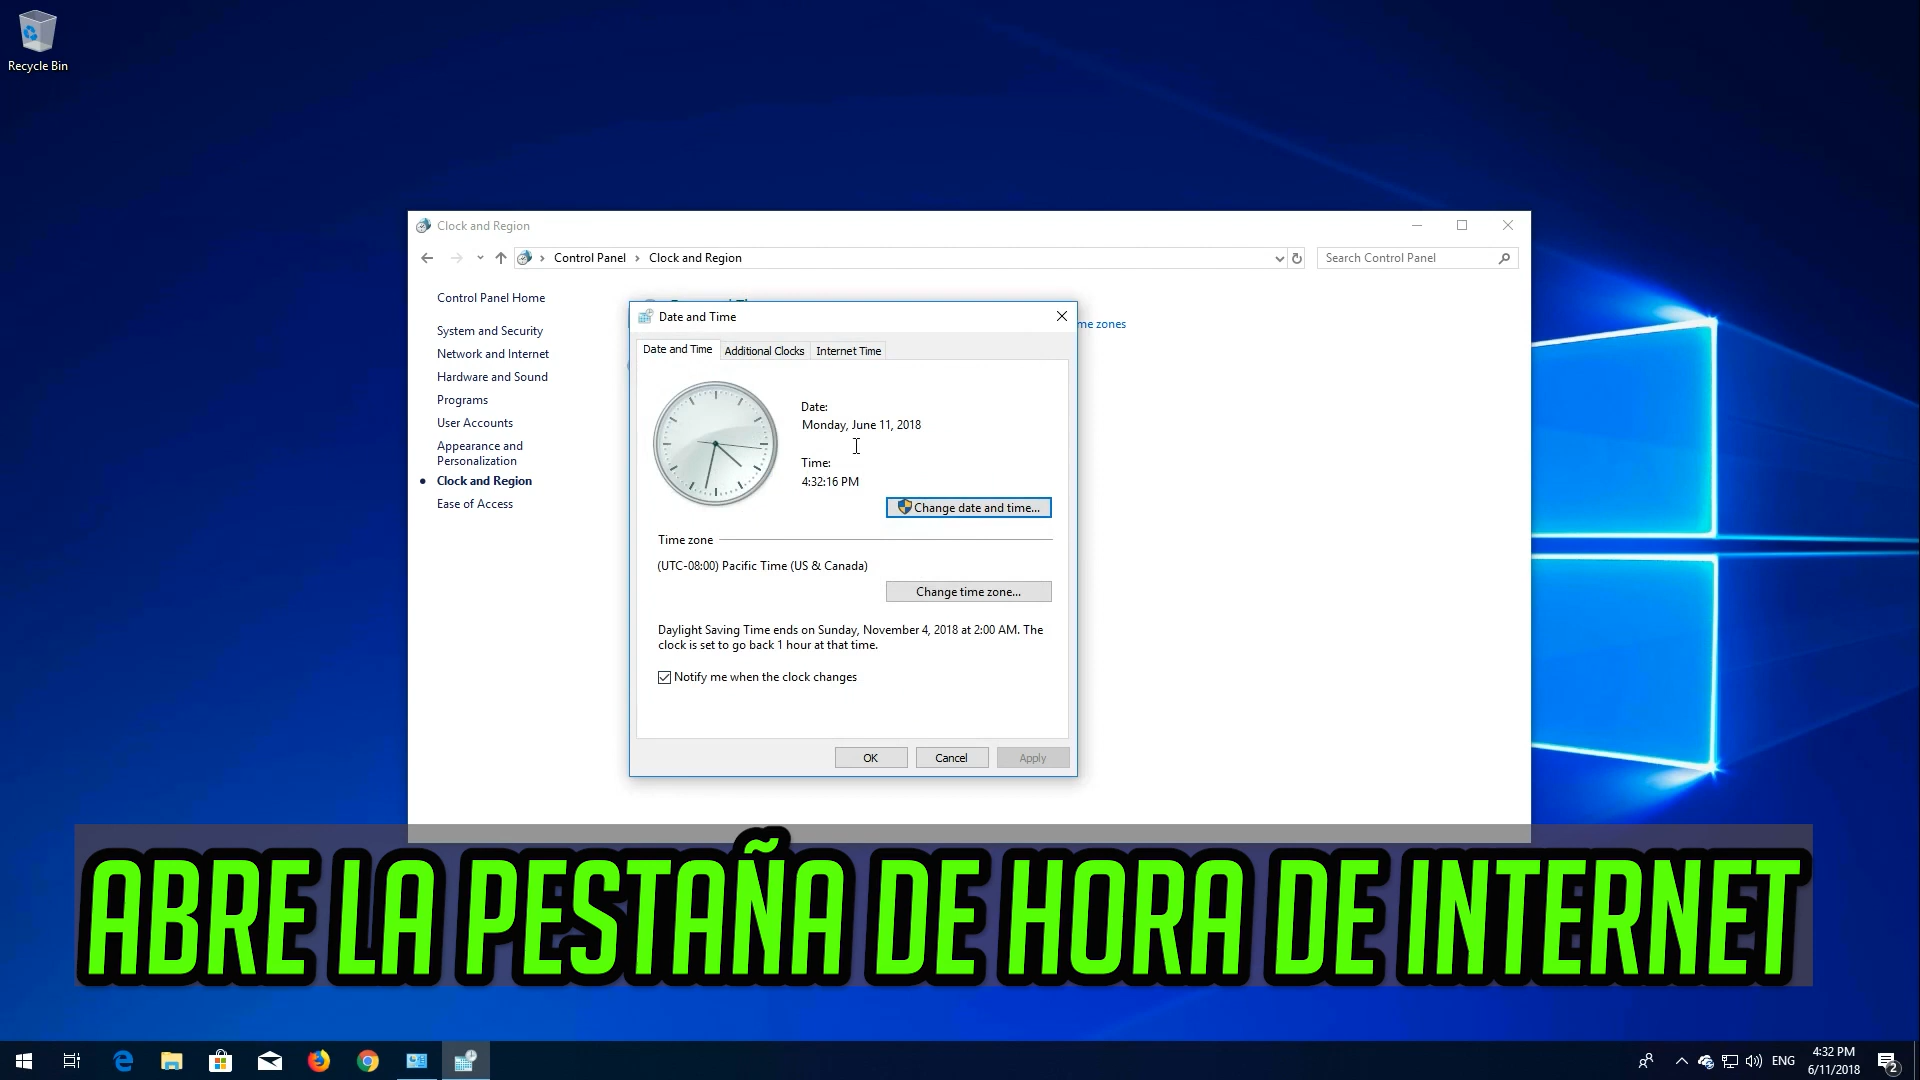 Recycle Bin
Clock and Region
Control Panel
Clock and Region
Search Control Panel
Control Panel Home
System and Security
Network and Internet
Hardware and Sound
Programs
User Accounts
Appearance and
Personalization
Clock and Region
Ease of Access
me zones
Date and Time
Date and Time
Additional Clocks
Internet Time
Date:
Monday, June 11, 2018
Time:
4:32:16 PM
Change date and time...
Time zone
(UTC-08:00) Pacific Time (US & Canada)
Change time zone...
Daylight Saving Time ends on Sunday, November 4, 2018 at 2:00 AM. The
clock is set to go back 1 hour at that time.
Notify me when the clock changes
OK
Cancel
Apply
ABRE LA PESTAÑA DE HORA DE INTERNET
ENG
4:32 PM
6/11/2018
2